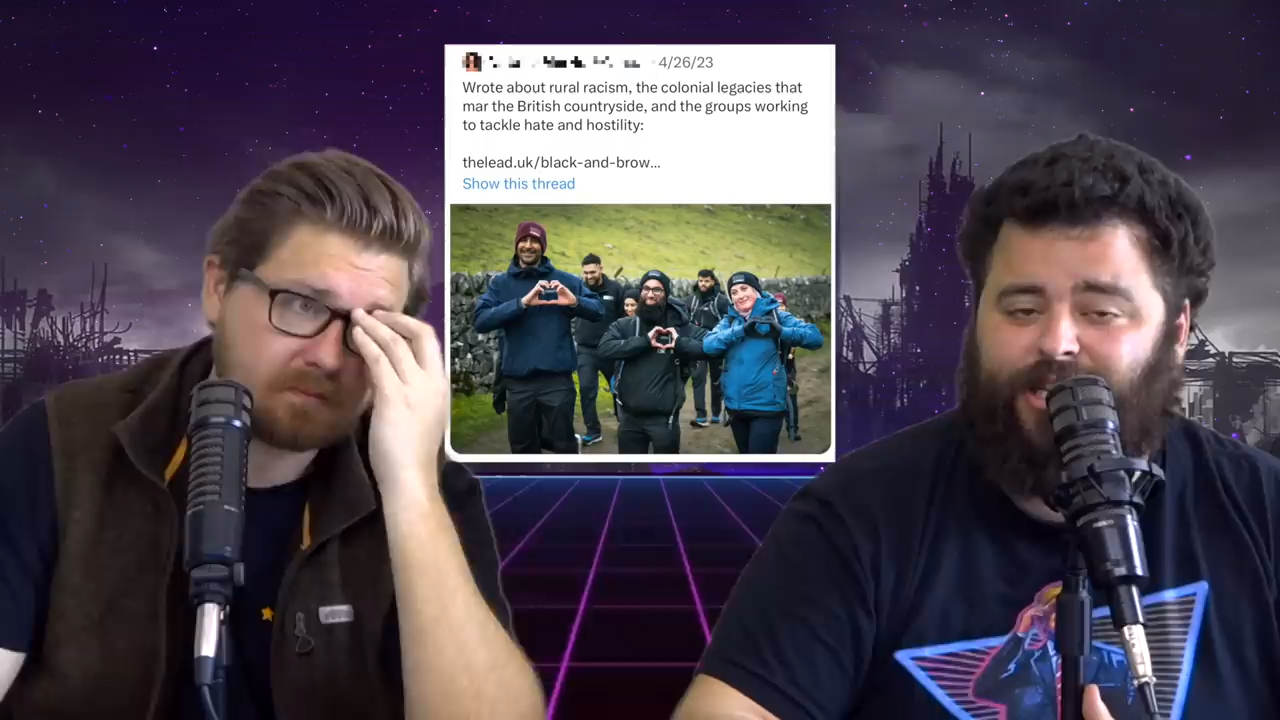 4/26/23
Wrote about rural racism, the colonial legacies that
mar the British countryside, and the groups working
to tackle hate and hostility:
thelead.uk/black-and-brow...
Show this thread